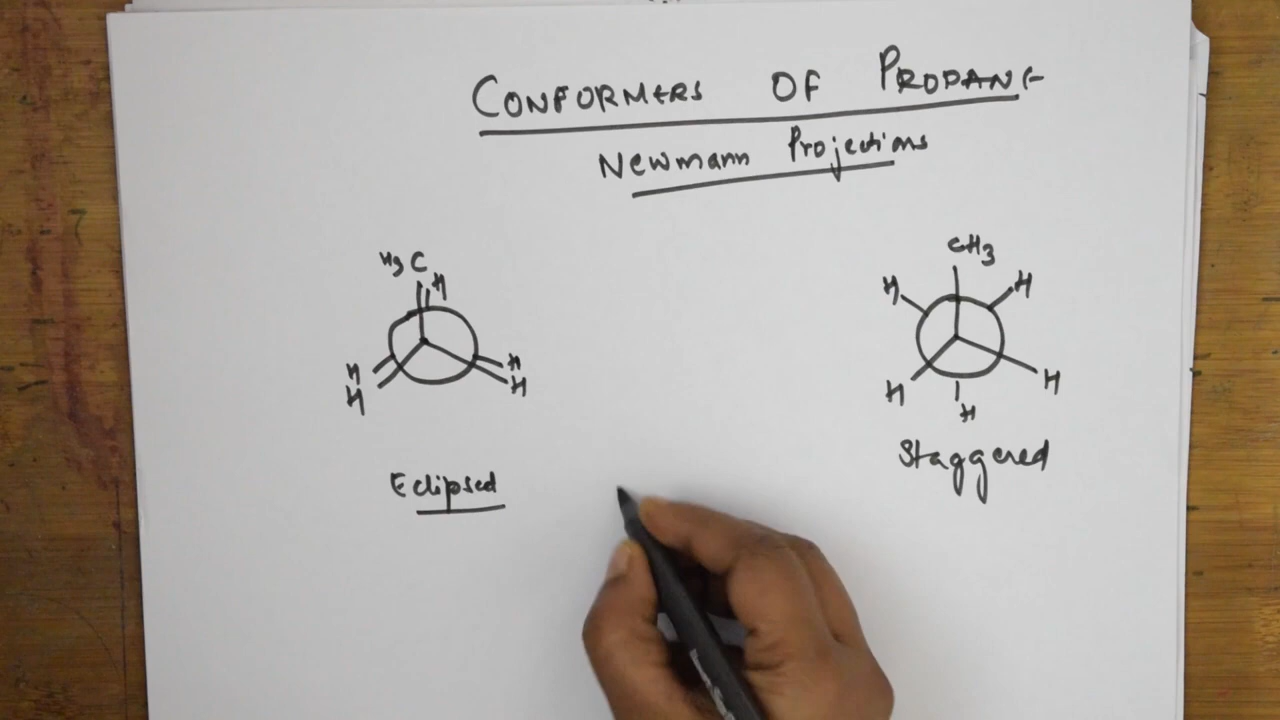 CONFORMERS OF PROPANE
Newmann Projections
H3C
H
H
H
H
H
Eclipsed
CH3
H
H
H
H
H
Staggered